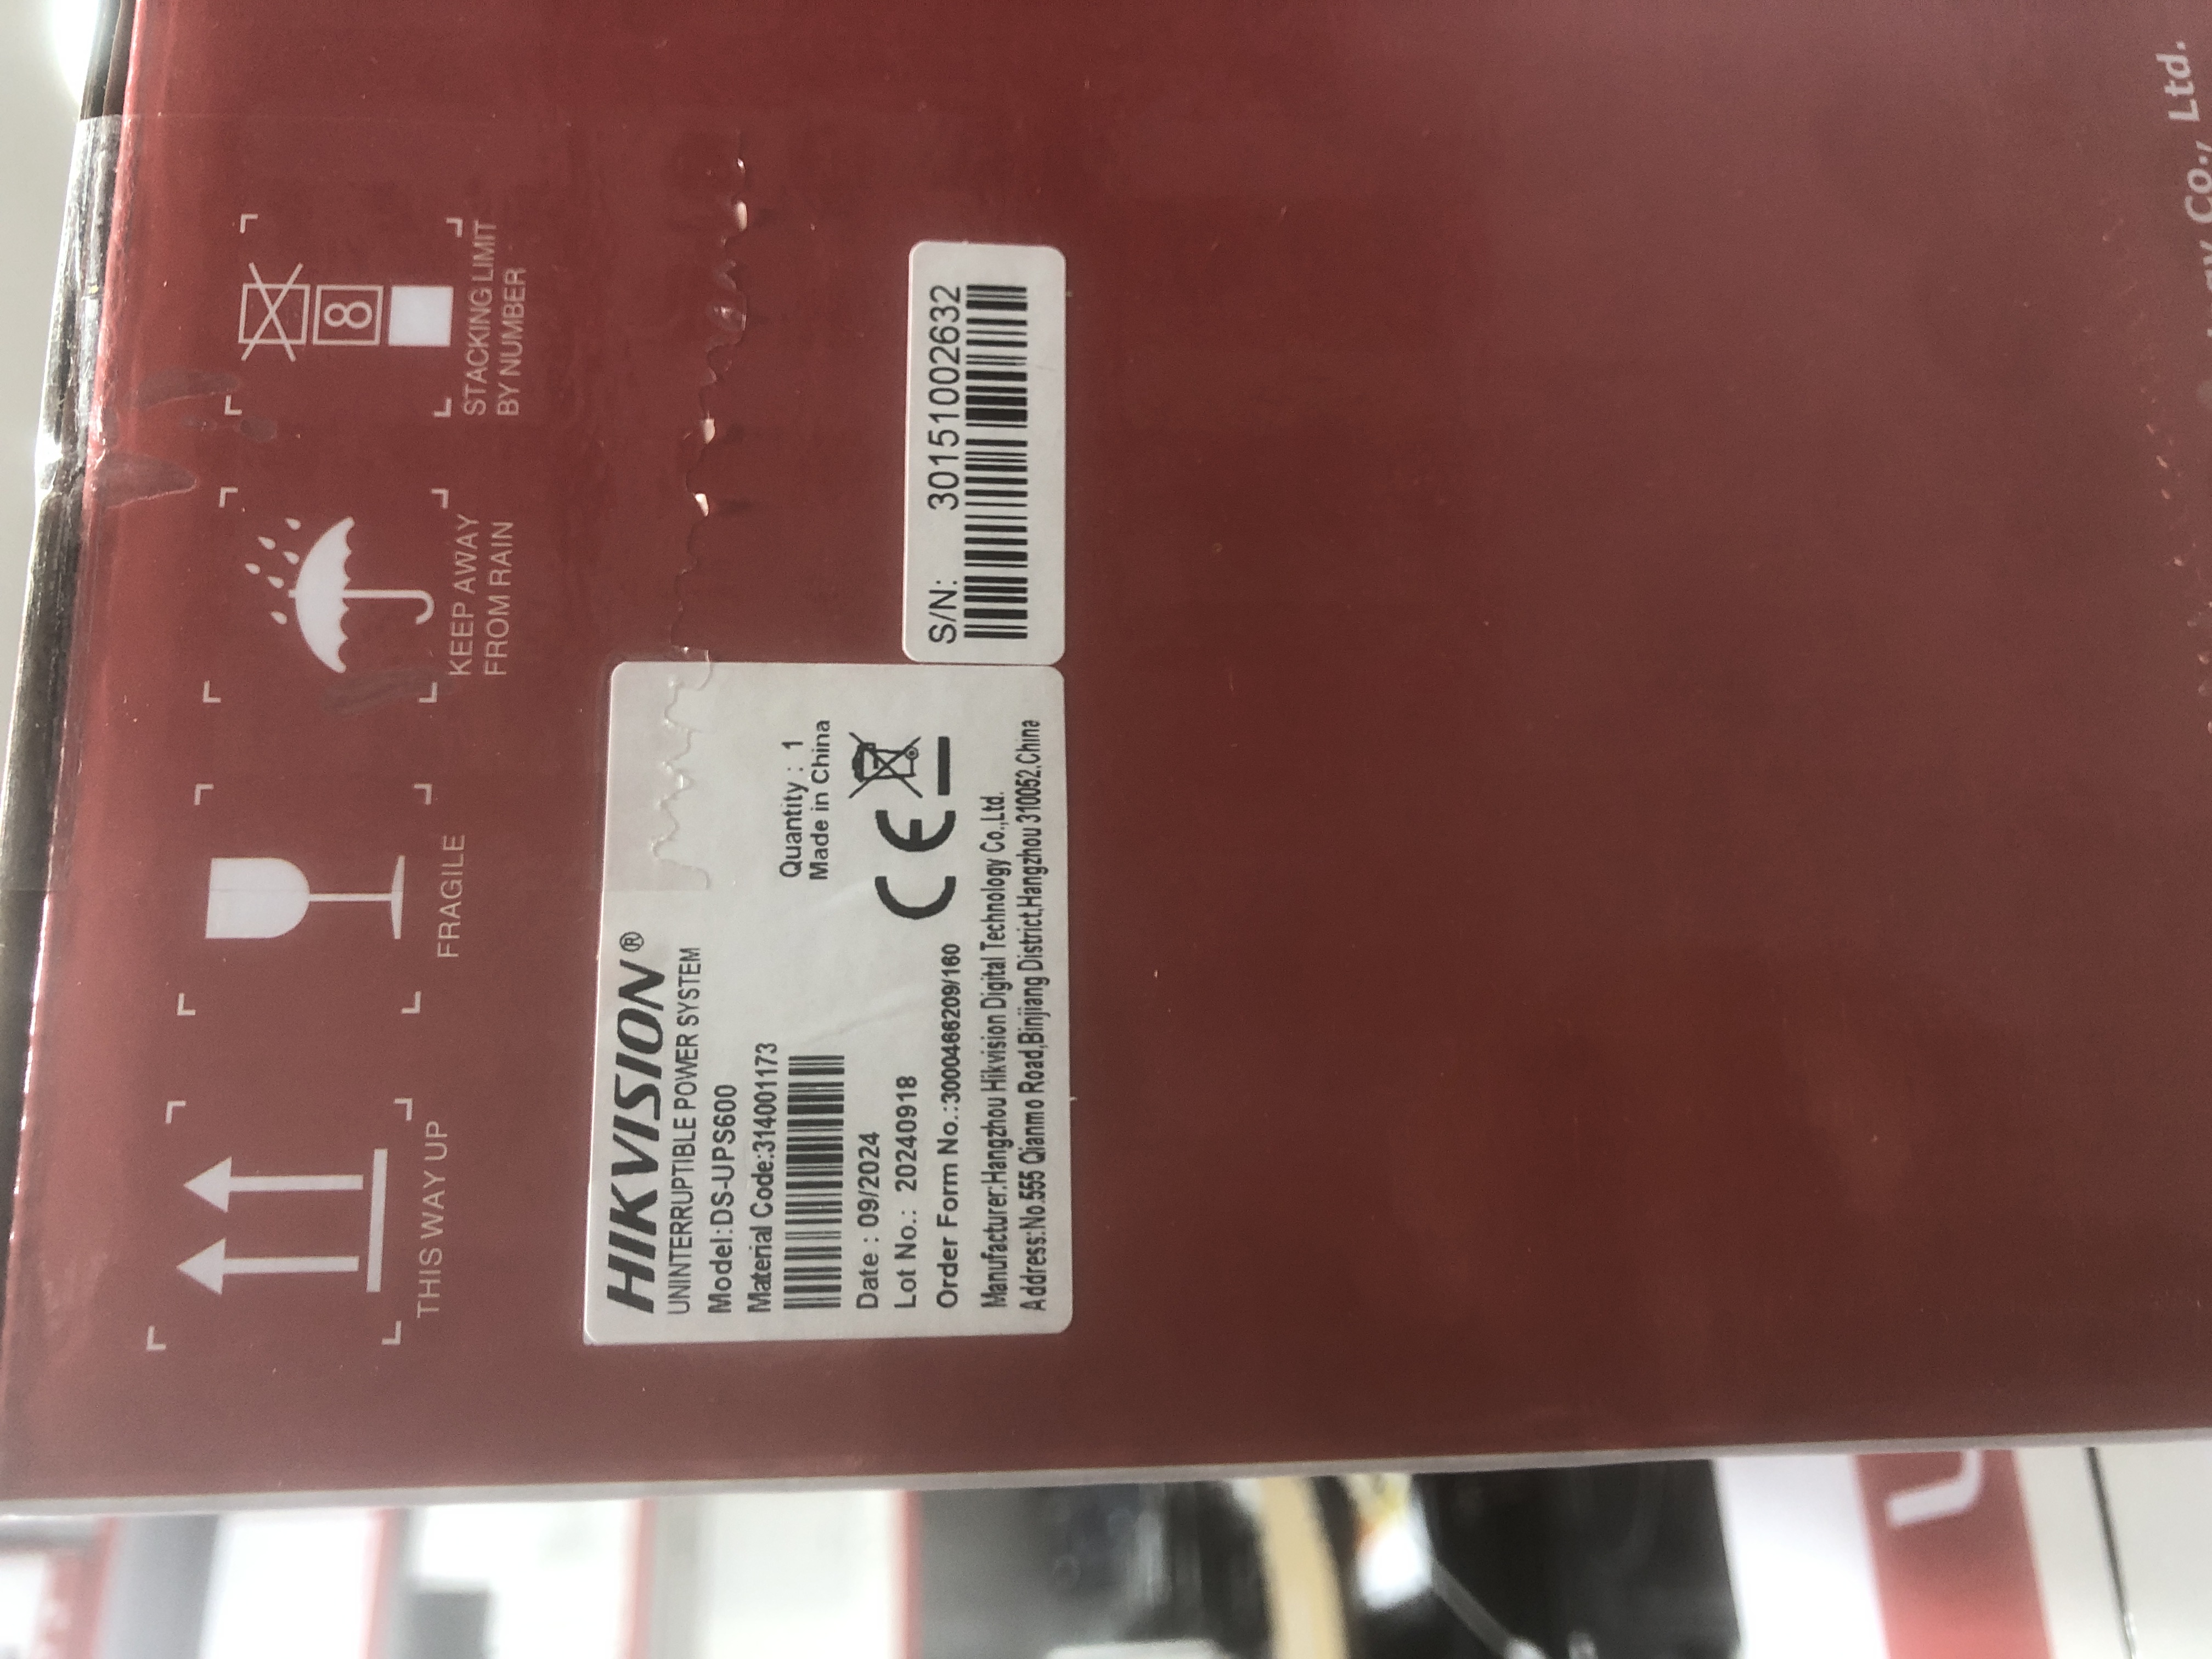 THIS WAY UP
FRAGILE
KEEP AWAY
FROM RAIN
8
STACKING LIMIT
BY NUMBER
HIKVISION®
UNINTERRUPTIBLE POWER SYSTEM
Model:DS-UPS600
Material Code:314001173
Quantity : 1
Made in China
Date : 09/2024
Lot No.: 20240918
Order Form No.:3000466209/160
CE
Manufacturer:Hangzhou Hikvision Digital Technology Co.,Ltd.
Address:No.555 Qianmo Road,Binjiang District,Hangzhou 310052,China
S/N: 30151002632
Co., Ltd.